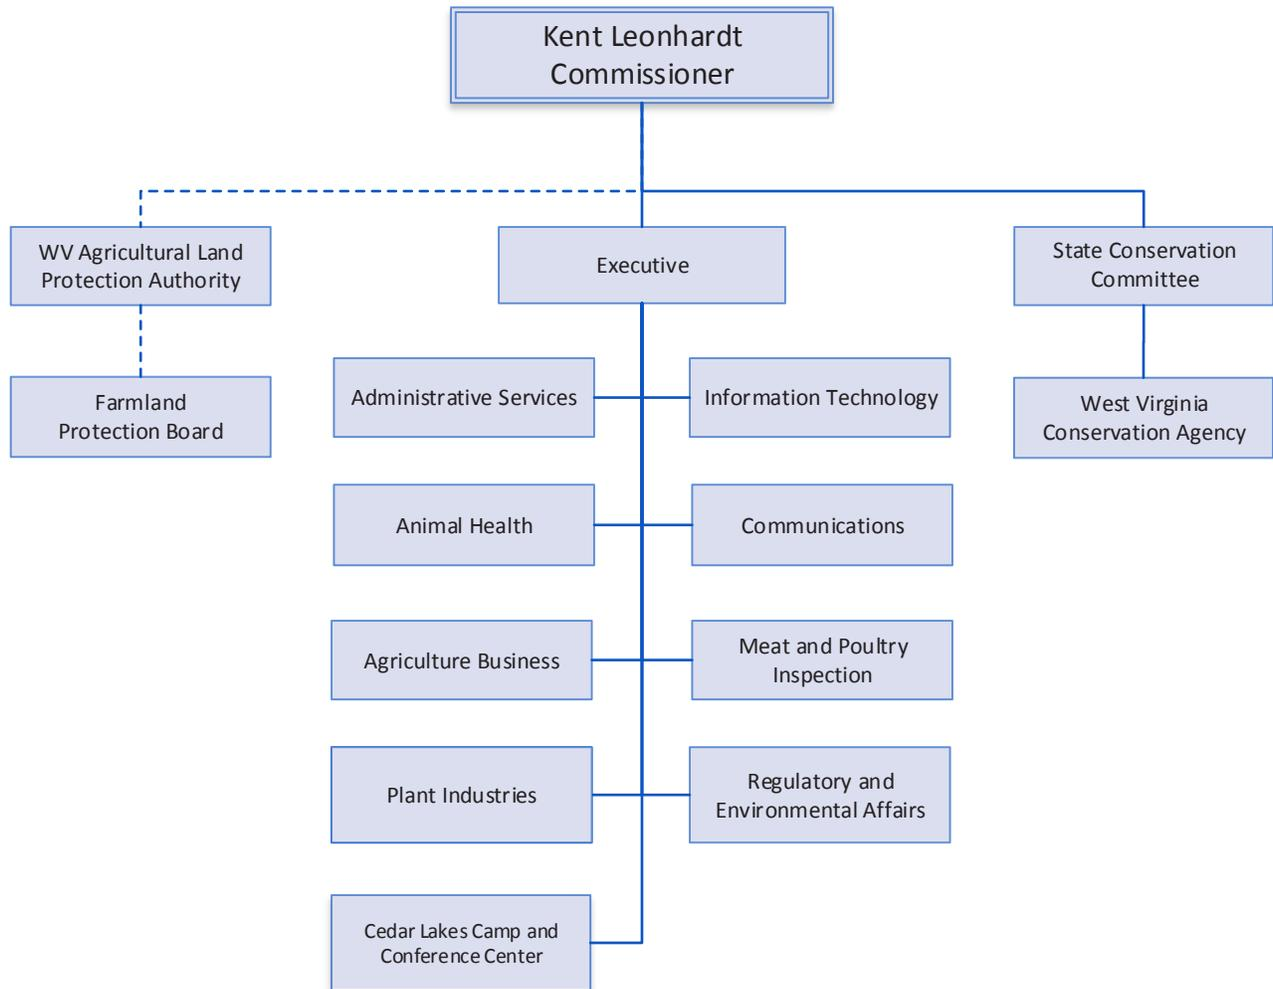 Kent Leonhardt
Commissioner
WV Agricultural Land
Protection Authority
Executive
State Conservation
Committee
Farmland
Protection Board
Administrative Services
Information Technology
West Virginia
Conservation Agency
Animal Health
Communications
Agriculture Business
Meat and Poultry
Inspection
Plant Industries
Regulatory and
Environmental Affairs
Cedar Lakes Camp and
Conference Center